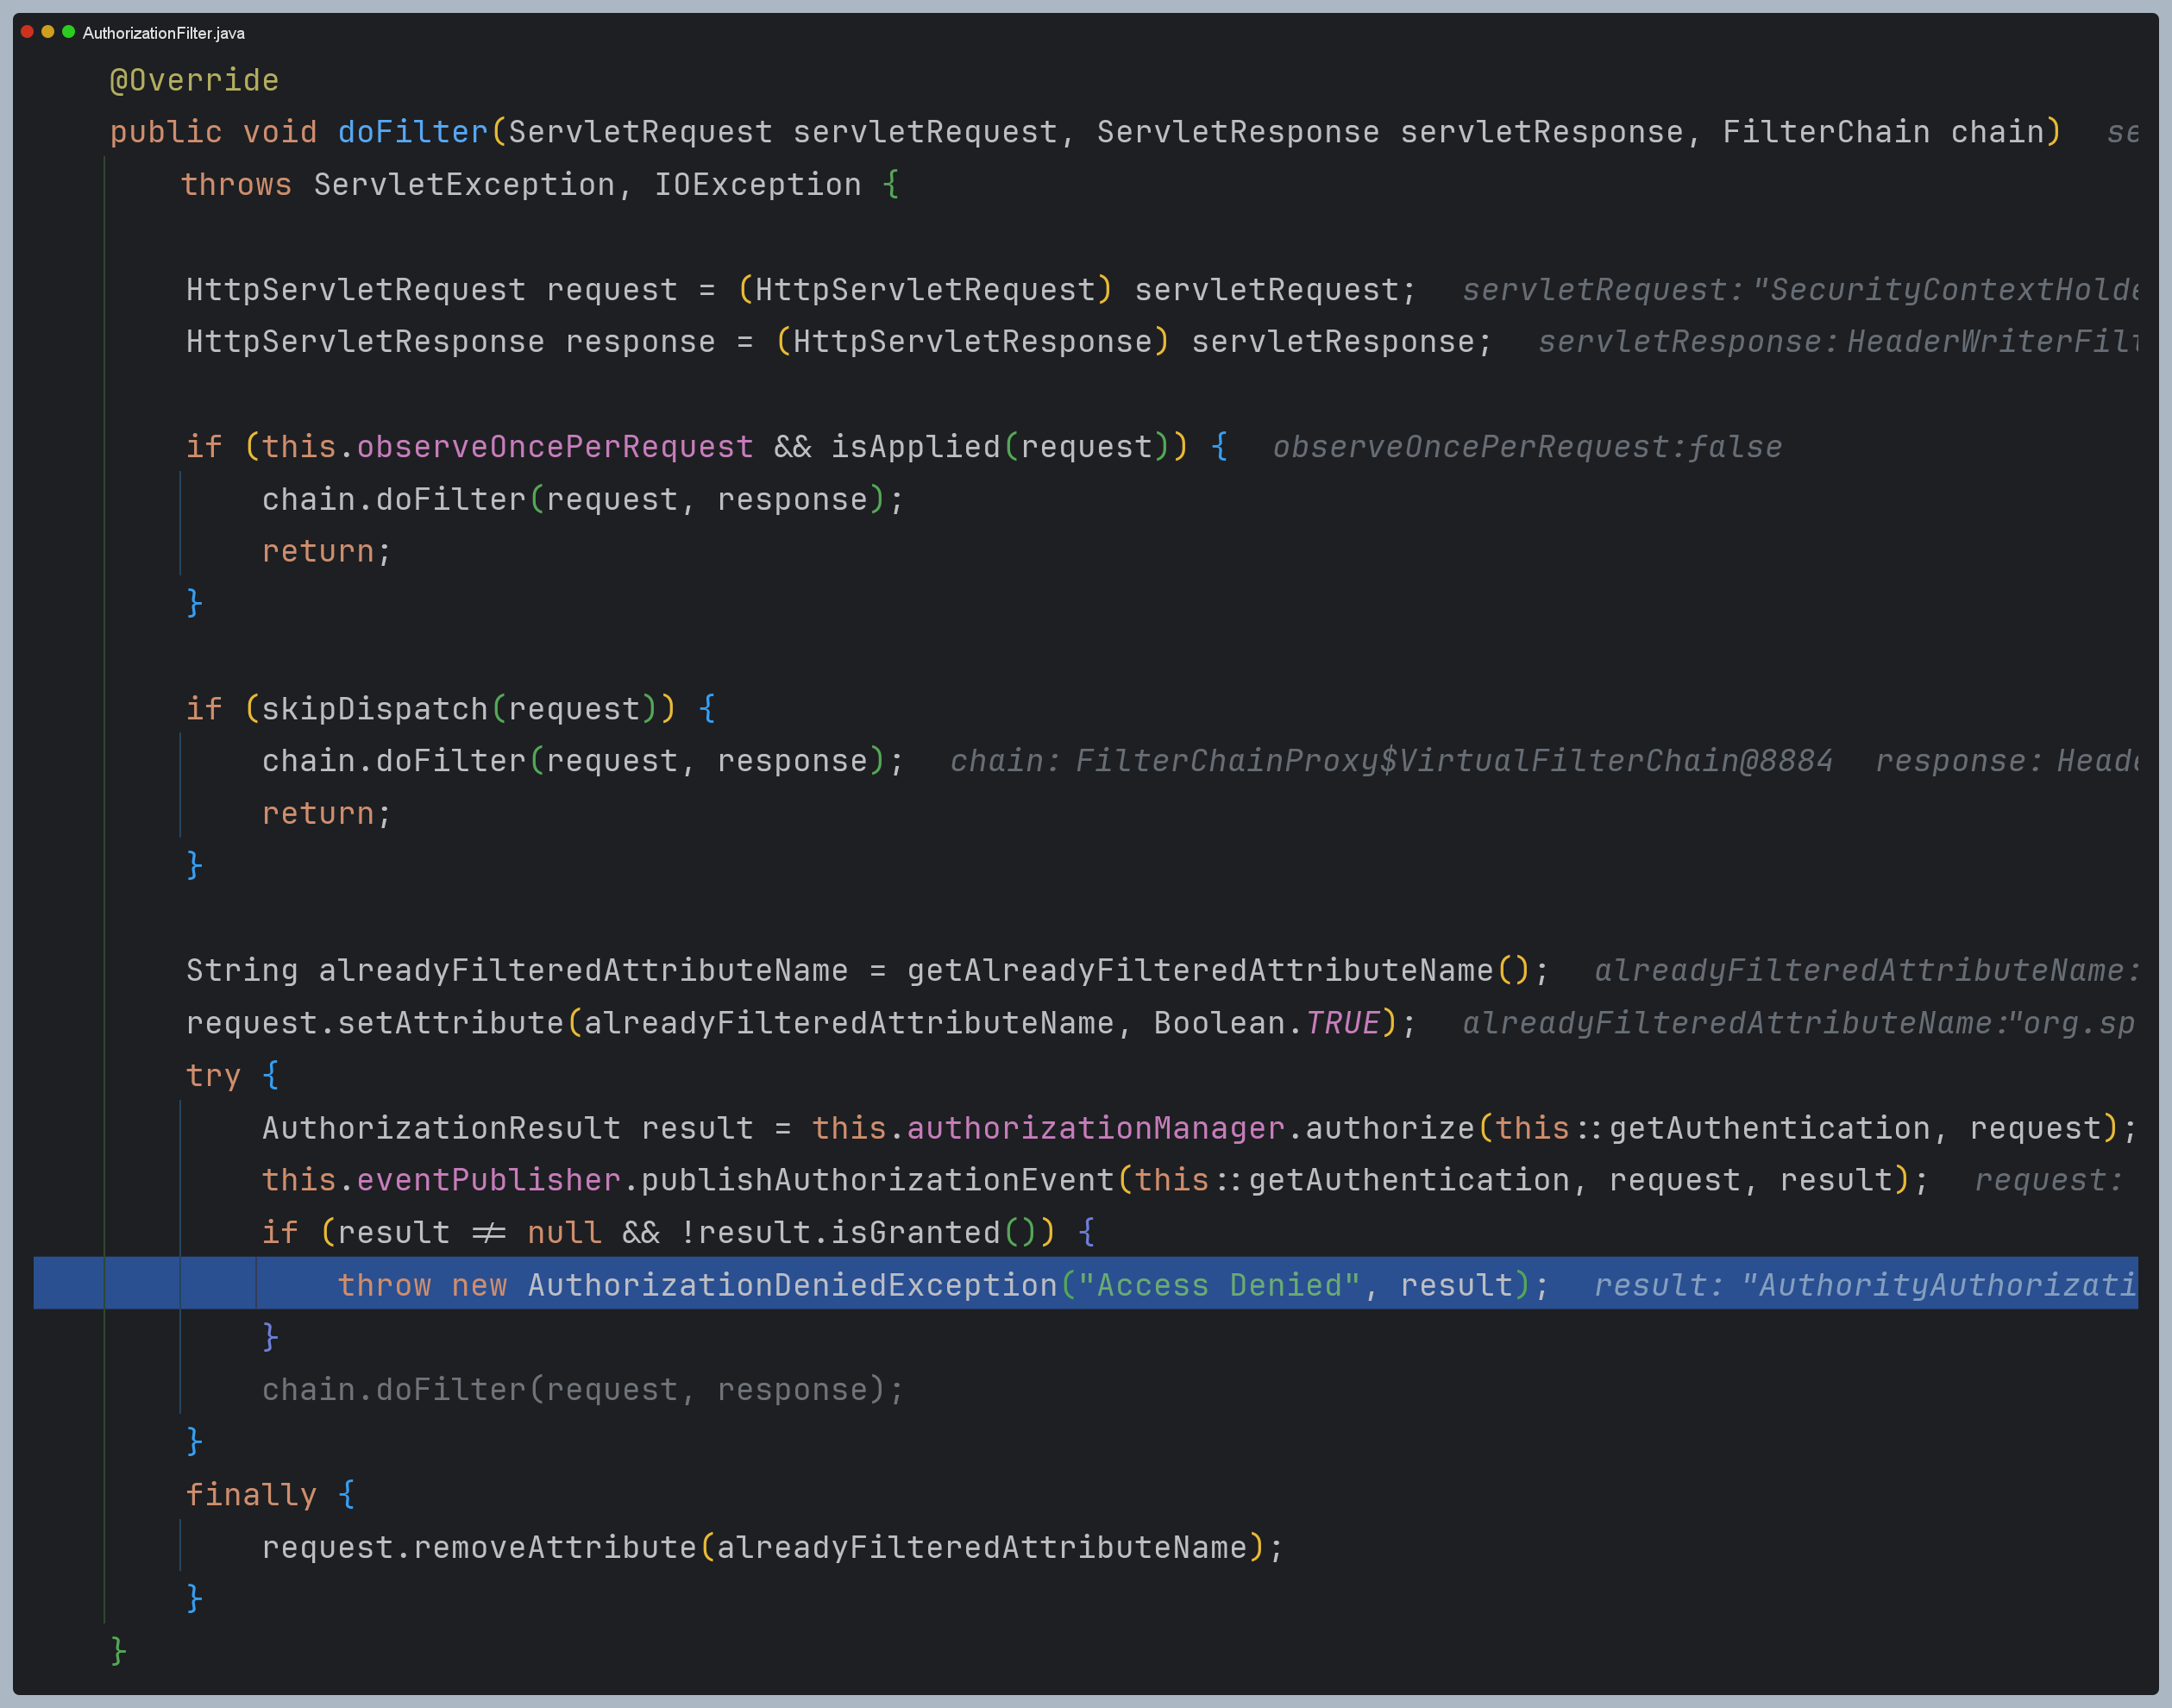 AuthorizationFilter.java
@Override
public void doFilter(ServletRequest servletRequest, ServletResponse servletResponse, FilterChain chain) se
throws ServletException, IOException {
HttpServletRequest request = (HttpServletRequest) servletRequest; servletRequest: "SecurityContextHolde
HttpServletResponse response = (HttpServletResponse) servletResponse; servletResponse: HeaderWriterFilt
if (this.observeOncePerRequest && isApplied(request)) { observeOncePerRequest: false
chain.doFilter(request, response);
return;
}
if (skipDispatch(request)) {
chain.doFilter(request, response); chain: FilterChainProxy$VirtualFilterChain@8884 response: Heade
return;
}
String alreadyFilteredAttributeName = getAlreadyFilteredAttributeName(); alreadyFilteredAttributeName:
request.setAttribute(alreadyFilteredAttributeName, Boolean.TRUE); alreadyFilteredAttributeName: "org.sp
try {
AuthorizationResult result = this.authorizationManager.authorize(this::getAuthentication, request);
this.eventPublisher.publishAuthorizationEvent(this::getAuthentication, request, result); request:
if (result != null && !result.isGranted()) {
throw new AuthorizationDeniedException("Access Denied", result); result: "AuthorityAuthorizati
}
chain.doFilter(request, response);
}
finally {
request.removeAttribute(alreadyFilteredAttributeName);
}
}